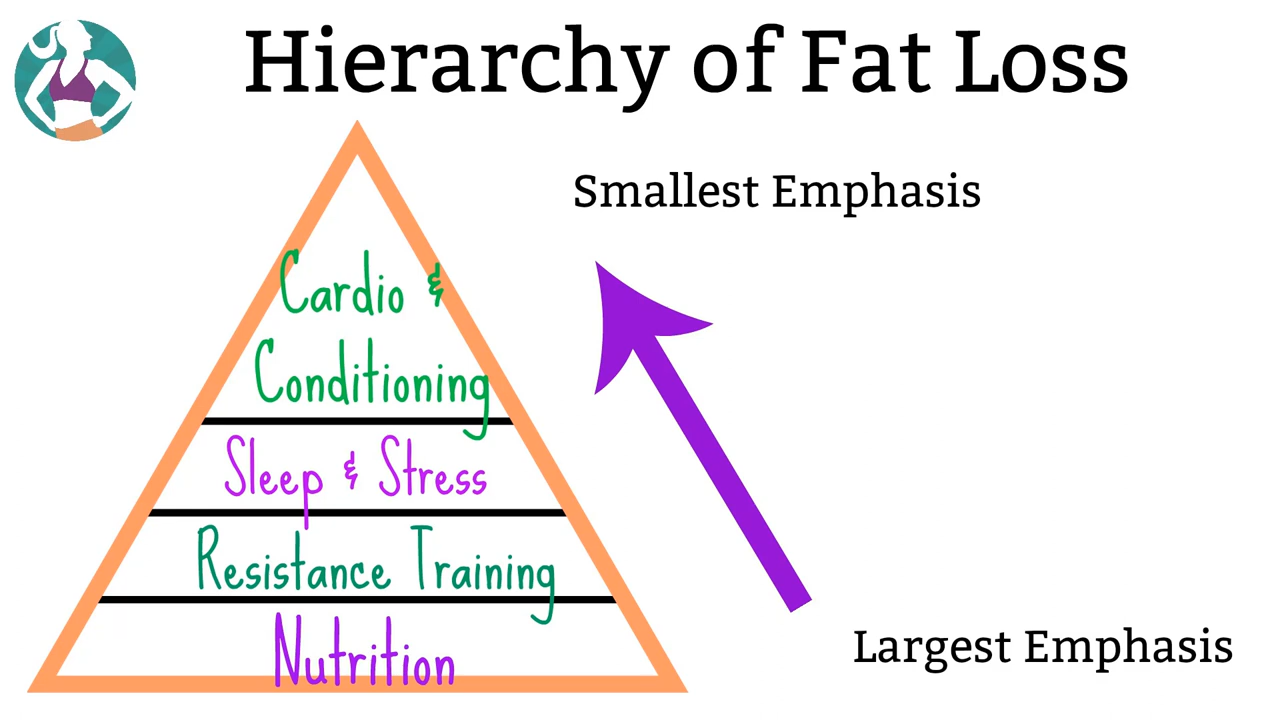 Hierarchy of Fat Loss
Smallest Emphasis
Cardio &
Conditioning
Sleep & Stress
Resistance Training
Nutrition
Largest Emphasis